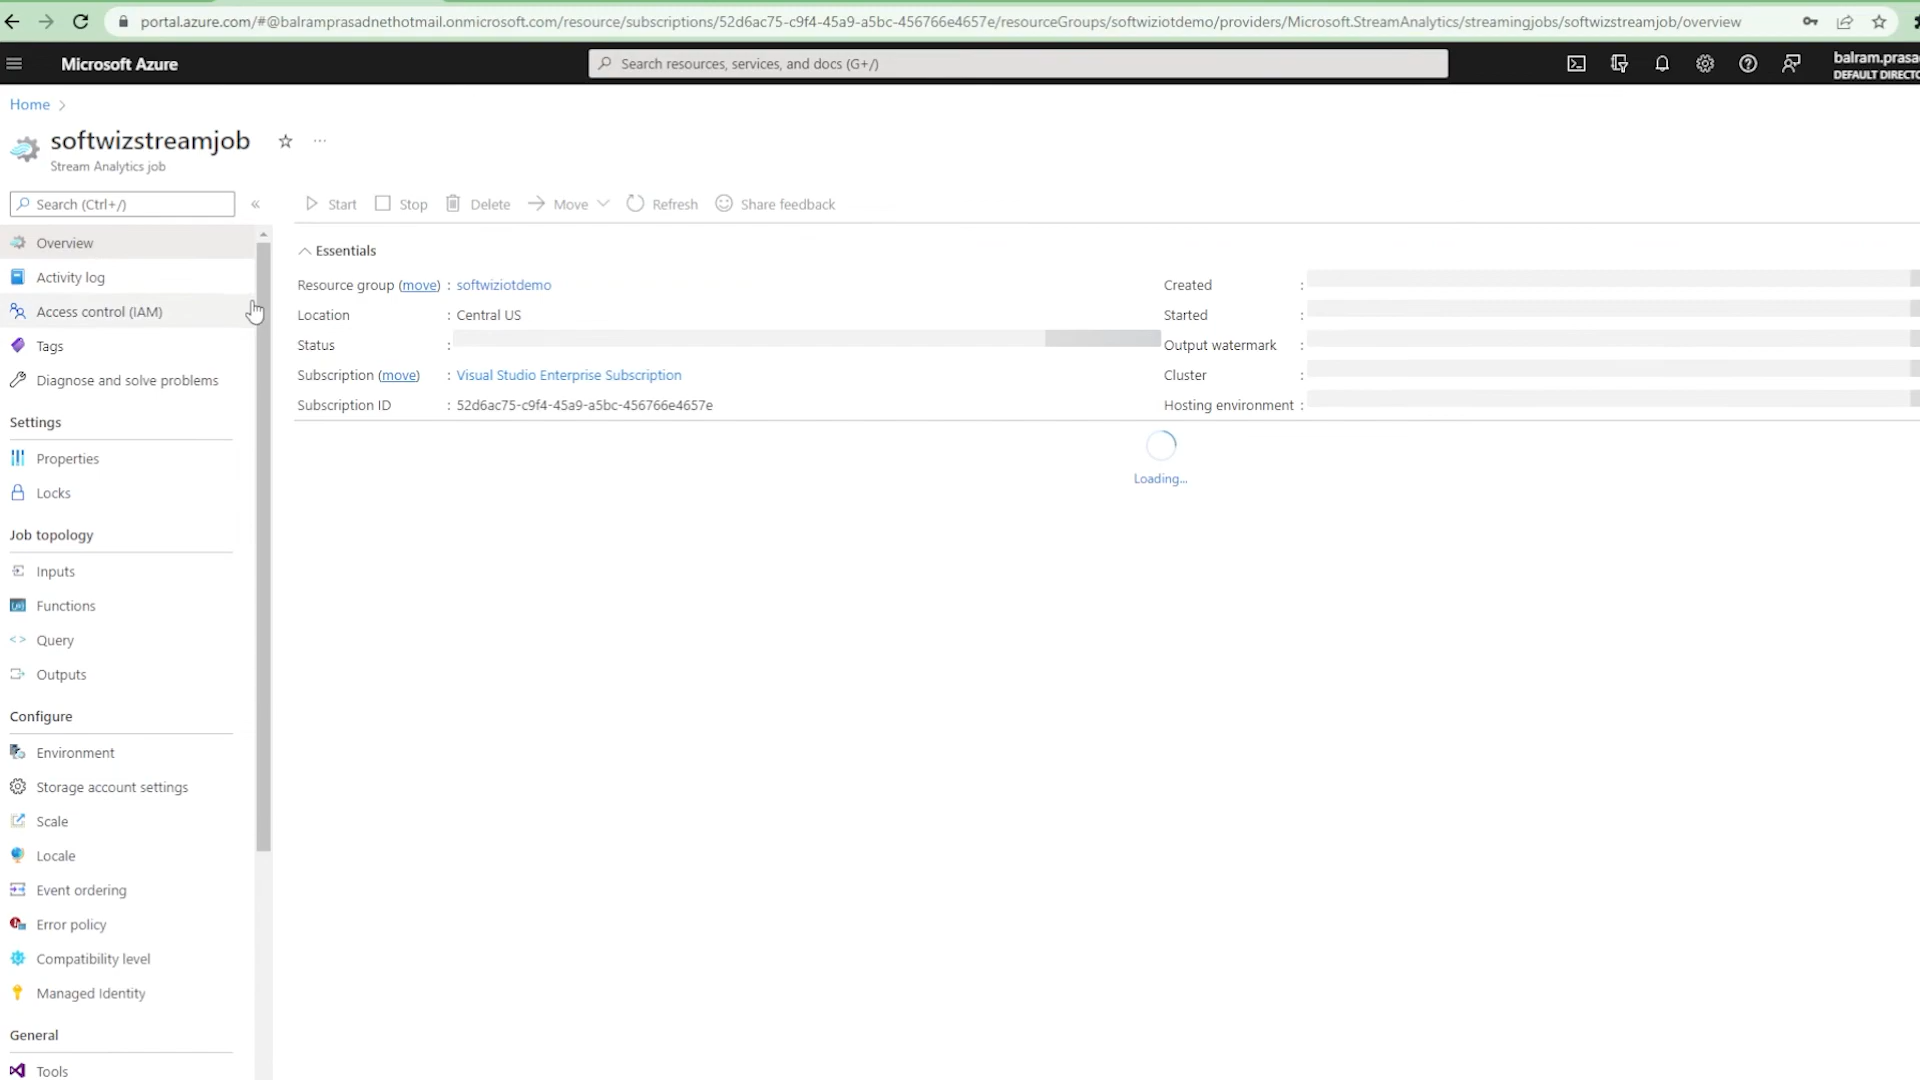 portal.azure.com/#@balramprasadnethotmail.onmicrosoft.com/resource/subscriptions/52d6ac75-c9f4-45a9-a5bc-456766e4657e/resourceGroups/softwiziotdemo/providers/Microsoft.StreamAnalytics/streamingjobs/softwizstreamjob/overview
Microsoft Azure
Search resources, services, and docs (G+/)
balram.prasa
DEFAULT DIRECTO
Home
softwizstreamjob
Stream Analytics job
Search (Ctrl+/)
Start
Stop
Delete
Move
Refresh
Share feedback
Overview
Activity log
Access control (IAM)
Tags
Diagnose and solve problems
Settings
Properties
Locks
Job topology
Inputs
Functions
Query
Outputs
Configure
Environment
Storage account settings
Scale
Locale
Event ordering
Error policy
Compatibility level
Managed Identity
General
Tools
Essentials
Resource group (move) : softwiziotdemo
Location : Central US
Status :
Subscription (move) : Visual Studio Enterprise Subscription
Subscription ID : 52d6ac75-c9f4-45a9-a5bc-456766e4657e
Created :
Started :
Output watermark :
Cluster :
Hosting environment :
Loading...